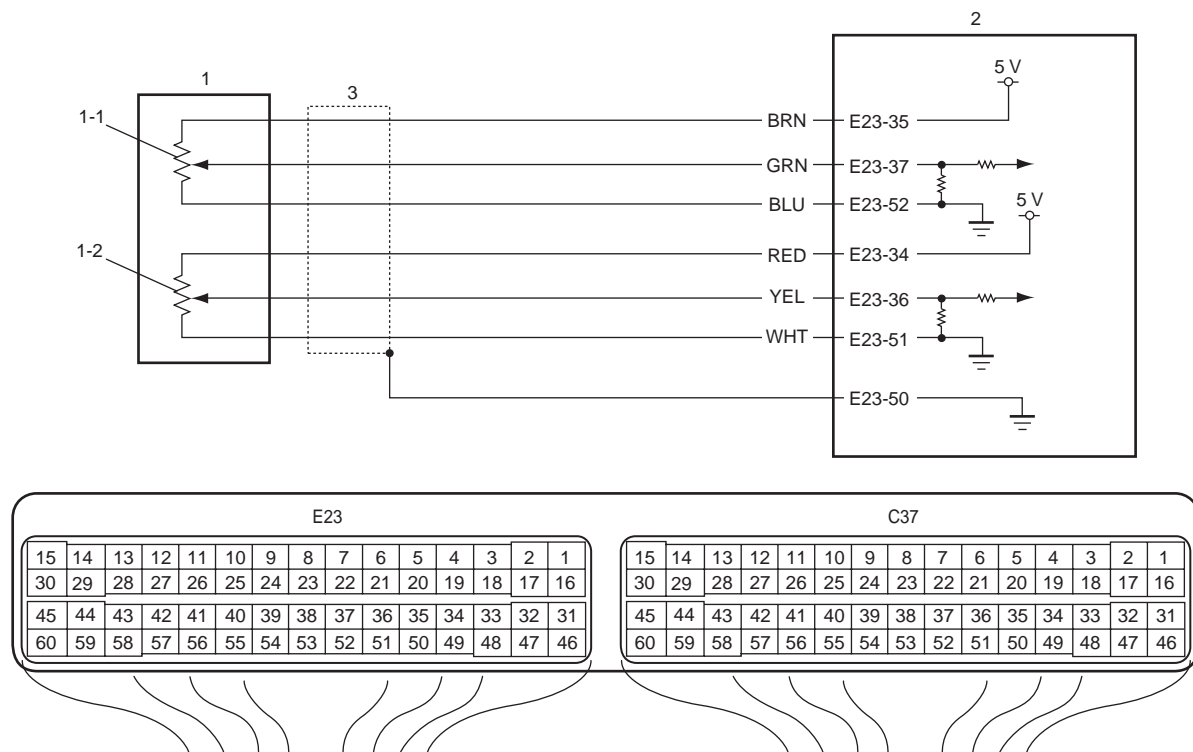 2
1
3
1-1
1-2
5 V
BRN E23-35
GRN E23-37
BLU E23-52
5 V
RED E23-34
YEL E23-36
WHT E23-51
E23-50
E23 C37
15 14 13 12 11 10 9 8 7 6 5 4 3 2 1 15 14 13 12 11 10 9 8 7 6 5 4 3 2 1
30 29 28 27 26 25 24 23 22 21 20 19 18 17 16 30 29 28 27 26 25 24 23 22 21 20 19 18 17 16
45 44 43 42 41 40 39 38 37 36 35 34 33 32 31 45 44 43 42 41 40 39 38 37 36 35 34 33 32 31
60 59 58 57 56 55 54 53 52 51 50 49 48 47 46 60 59 58 57 56 55 54 53 52 51 50 49 48 47 46